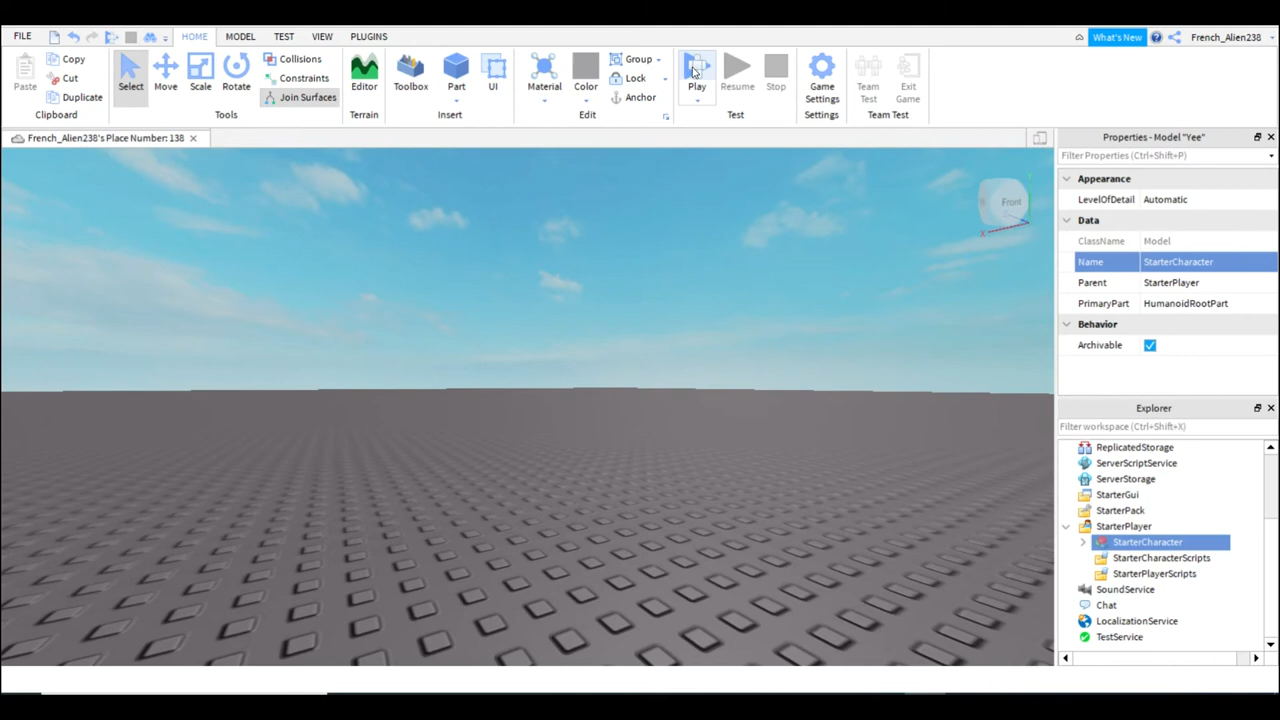 FILE HOME MODEL TEST VIEW PLUGINS What's New French_Alien238
Paste Copy Cut Duplicate Select Move Scale Rotate Collisions Constraints Join Surfaces Editor Toolbox Part UI Material Color Group Lock Anchor Play Resume Stop Game Settings Team Test Exit Game
Clipboard Tools Terrain Insert Edit Test Settings Team Test
French_Alien238's Place Number: 138
Front
X
Properties - Model "Yee"
Filter Properties (Ctrl+Shift+P)
Appearance
LevelOfDetail Automatic
Data
ClassName Model
Name StarterCharacter
Parent StarterPlayer
PrimaryPart HumanoidRootPart
Behavior
Archivable
Explorer
Filter workspace (Ctrl+Shift+X)
ReplicatedStorage
ServerScriptService
ServerStorage
StarterGui
StarterPack
StarterPlayer
StarterCharacter
StarterCharacterScripts
StarterPlayerScripts
SoundService
Chat
LocalizationService
TestService